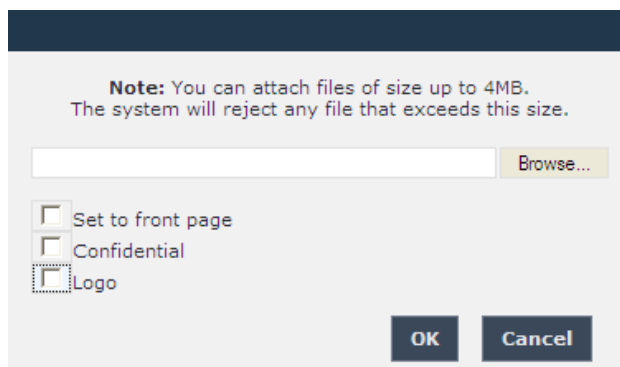 Note: You can attach files of size up to 4MB.
The system will reject any file that exceeds this size.
Browse...
Set to front page
Confidential
Logo
OK Cancel